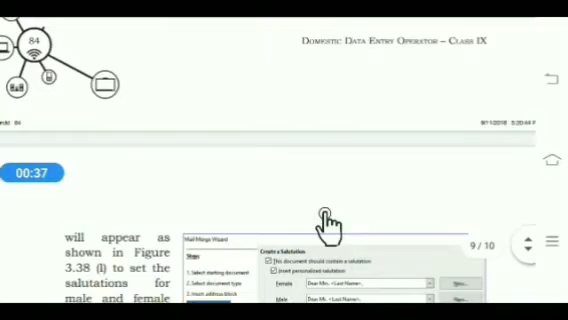 84
DOMESTIC DATA ENTRY OPERATOR – CLASS IX
84
00:37
9 / 10
will appear as
shown in Figure
3.38 (l) to set the
salutations for
male and female
Mail Merge Wizard
Steps
1. Select starting document
2. Select document type
3. Insert address block
Create a Salutation
This document should contain a salutation
Insert personalized salutation
Female
Dear Mrs. <Last Name>,
Male
Dear Mr. <Last Name>,